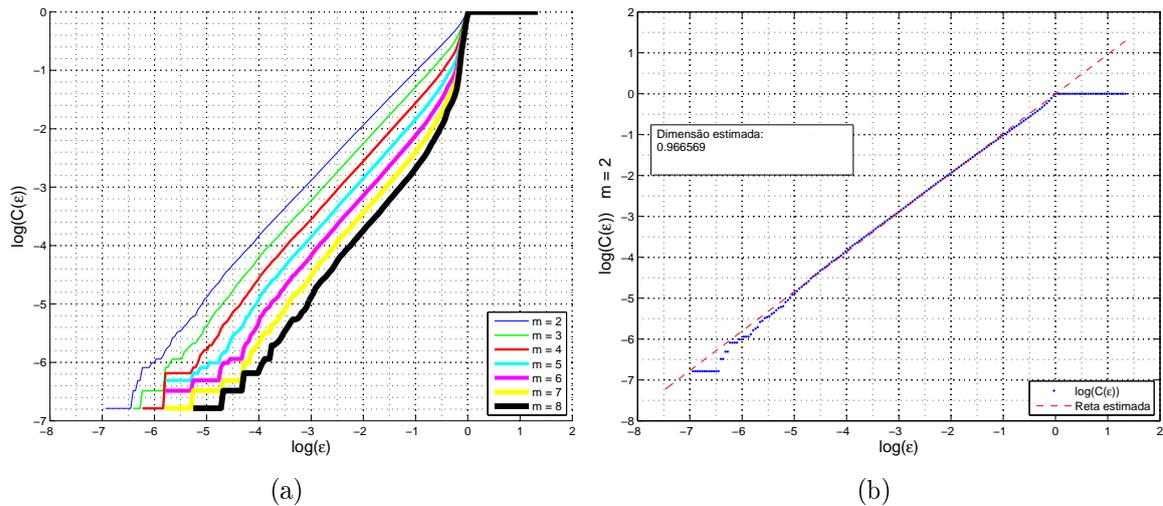 0
−1
−2
−3
−4
−5
−6
−7
log(C(ε))
−8 −7 −6 −5 −4 −3 −2 −1 0 1 2
log(ε)
m = 2
m = 3
m = 4
m = 5
m = 6
m = 7
m = 8
(a)
2
1
0
−1
−2
−3
−4
−5
−6
−7
−8
log(C(ε)) m = 2
Dimensão estimada:
0.966569
log(C(ε))
Reta estimada
−8 −7 −6 −5 −4 −3 −2 −1 0 1 2
log(ε)
(b)